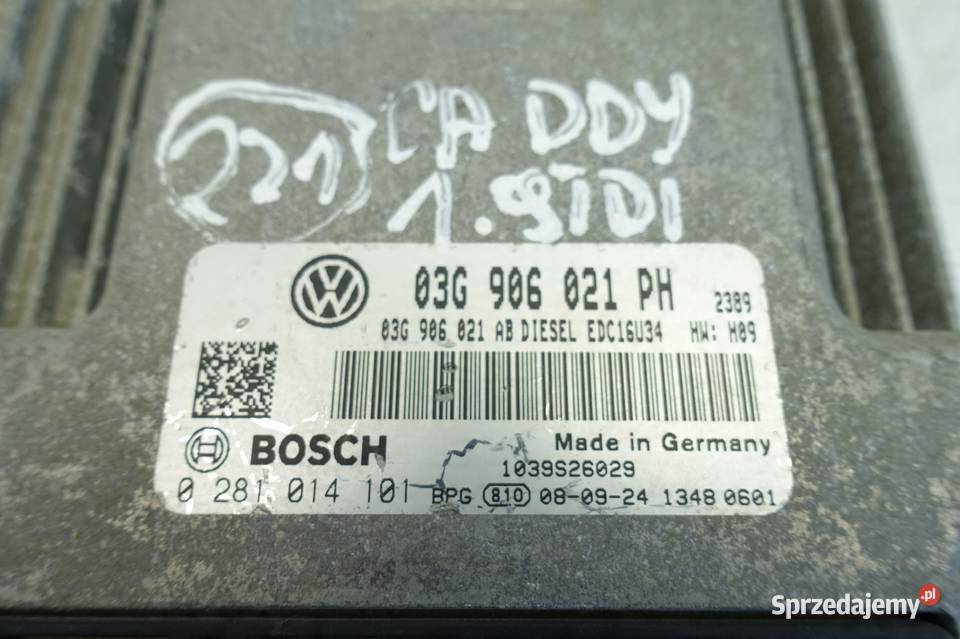 221 CADDY
1.9TDI
03G 906 021 PH 2389
03G 906 021 AB DIESEL EDC16U34 HW: H09
BOSCH Made in Germany
1039S26029
0 281 014 101 BPG 810 08-09-24 1348 0601
Sprzedajemy.pl